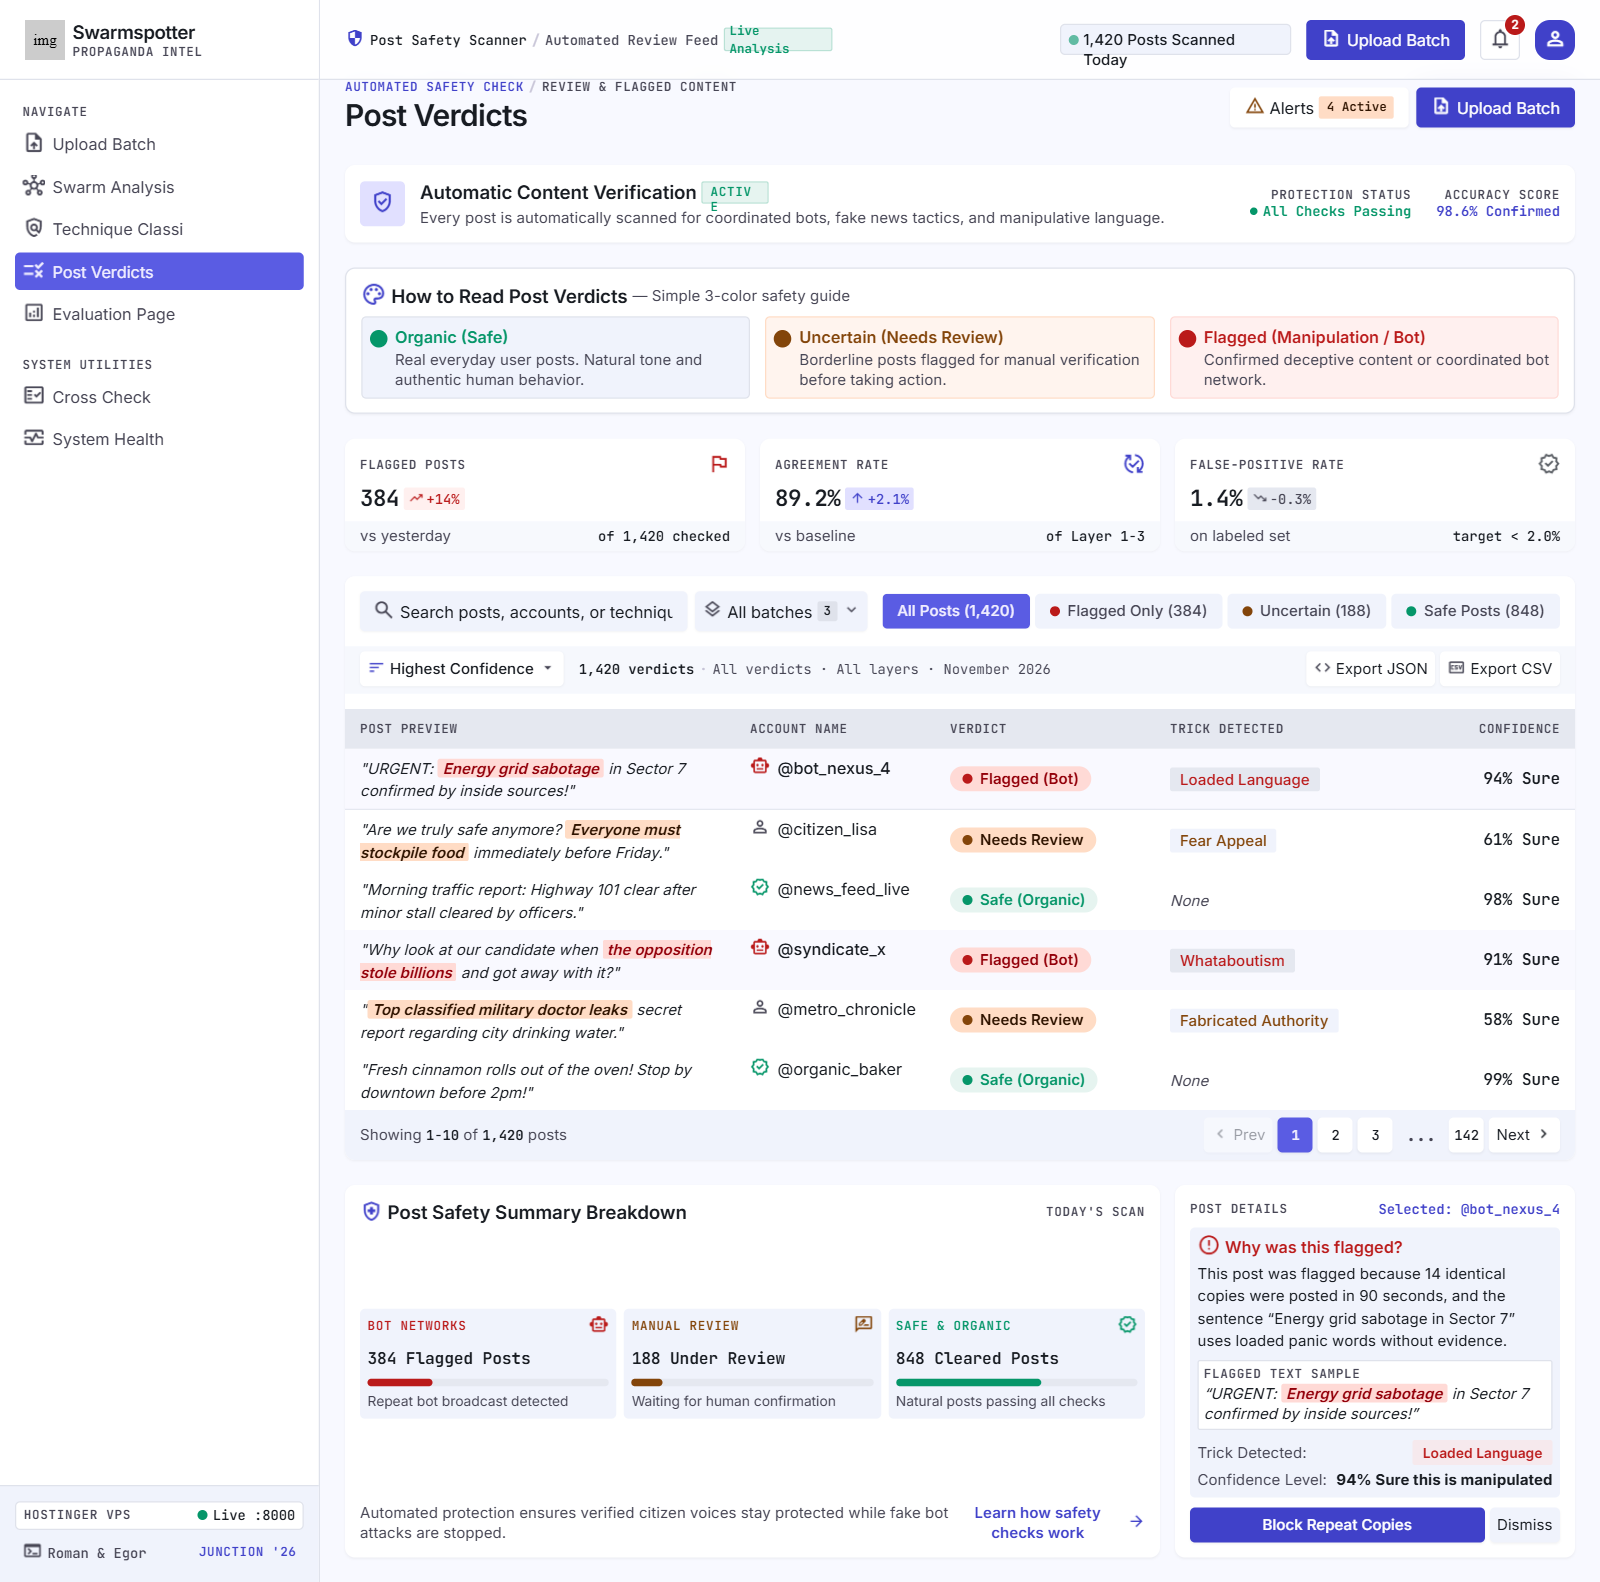 img
Swarmspotter
PROPAGANDA INTEL
Post Safety Scanner / Automated Review Feed
Live Analysis
1,420 Posts Scanned Today
Upload Batch
2
NAVIGATE
Upload Batch
Swarm Analysis
Technique Classi
Post Verdicts
Evaluation Page
SYSTEM UTILITIES
Cross Check
System Health
HOSTINGER VPS
Live :8000
Roman & Egor
JUNCTION '26
AUTOMATED SAFETY CHECK / REVIEW & FLAGGED CONTENT
Post Verdicts
Alerts 4 Active
Upload Batch
Automatic Content Verification ACTIVE
Every post is automatically scanned for coordinated bots, fake news tactics, and manipulative language.
PROTECTION STATUS
All Checks Passing
ACCURACY SCORE
98.6% Confirmed
How to Read Post Verdicts — Simple 3-color safety guide
Organic (Safe)
Real everyday user posts. Natural tone and
authentic human behavior.
Uncertain (Needs Review)
Borderline posts flagged for manual verification
before taking action.
Flagged (Manipulation / Bot)
Confirmed deceptive content or coordinated bot
network.
FLAGGED POSTS
384 +14%
vs yesterday
of 1,420 checked
AGREEMENT RATE
89.2% +2.1%
vs baseline
of Layer 1-3
FALSE-POSITIVE RATE
1.4% -0.3%
on labeled set
target < 2.0%
Search posts, accounts, or techniqu
All batches 3
All Posts (1,420)
Flagged Only (384)
Uncertain (188)
Safe Posts (848)
Highest Confidence
1,420 verdicts · All verdicts · All layers · November 2026
Export JSON
CSV Export CSV
POST PREVIEW ACCOUNT NAME VERDICT TRICK DETECTED CONFIDENCE
"URGENT: Energy grid sabotage in Sector 7
confirmed by inside sources!"
@bot_nexus_4
Flagged (Bot)
Loaded Language
94% Sure
"Are we truly safe anymore? Everyone must
stockpile food immediately before Friday."
@citizen_lisa
Needs Review
Fear Appeal
61% Sure
"Morning traffic report: Highway 101 clear after
minor stall cleared by officers."
@news_feed_live
Safe (Organic)
None
98% Sure
"Why look at our candidate when the opposition
stole billions and got away with it?"
@syndicate_x
Flagged (Bot)
Whataboutism
91% Sure
"Top classified military doctor leaks secret
report regarding city drinking water."
@metro_chronicle
Needs Review
Fabricated Authority
58% Sure
"Fresh cinnamon rolls out of the oven! Stop by
downtown before 2pm!"
@organic_baker
Safe (Organic)
None
99% Sure
Showing 1-10 of 1,420 posts
Prev 1 2 3 ... 142 Next
Post Safety Summary Breakdown
TODAY'S SCAN
BOT NETWORKS
384 Flagged Posts
Repeat bot broadcast detected
MANUAL REVIEW
188 Under Review
Waiting for human confirmation
SAFE & ORGANIC
848 Cleared Posts
Natural posts passing all checks
Automated protection ensures verified citizen voices stay protected while fake bot
attacks are stopped.
Learn how safety
checks work
POST DETAILS
Selected: @bot_nexus_4
Why was this flagged?
This post was flagged because 14 identical
copies were posted in 90 seconds, and the
sentence “Energy grid sabotage in Sector 7”
uses loaded panic words without evidence.
FLAGGED TEXT SAMPLE
“URGENT: Energy grid sabotage in Sector 7
confirmed by inside sources!”
Trick Detected: Loaded Language
Confidence Level: 94% Sure this is manipulated
Block Repeat Copies
Dismiss